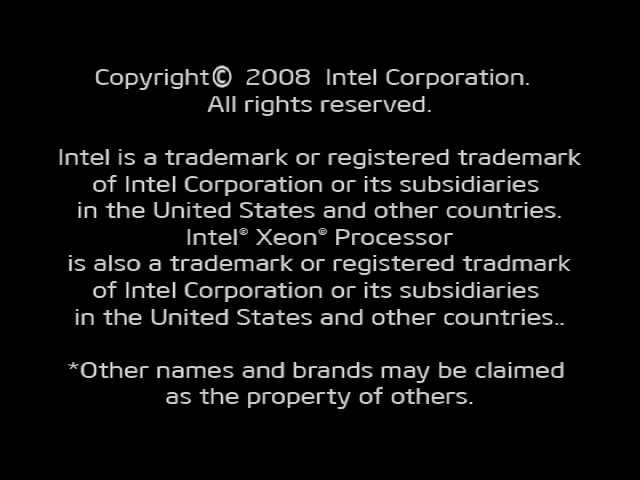 Copyright© 2008 Intel Corporation.
All rights reserved.
Intel is a trademark or registered trademark
of Intel Corporation or its subsidiaries
in the United States and other countries.
Intel® Xeon® Processor
is also a trademark or registered tradmark
of Intel Corporation or its subsidiaries
in the United States and other countries..
*Other names and brands may be claimed
as the property of others.